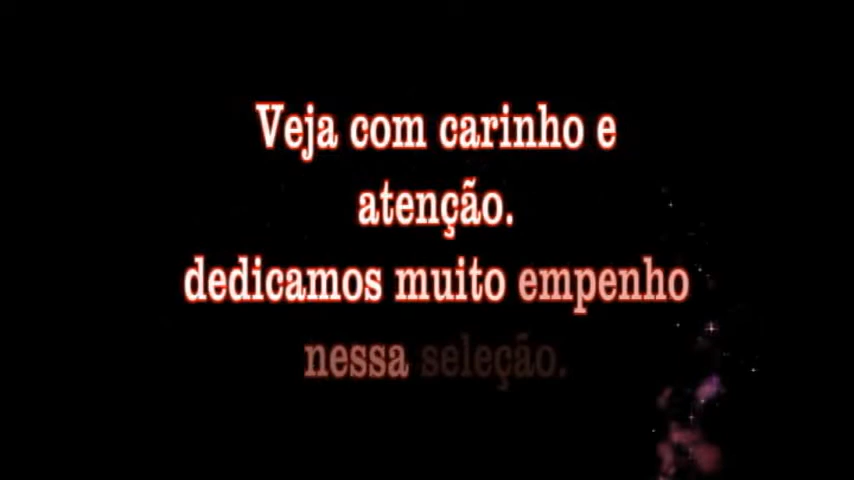 Veja com carinho e
atenção.
dedicamos muito empenho
nessa seleção.